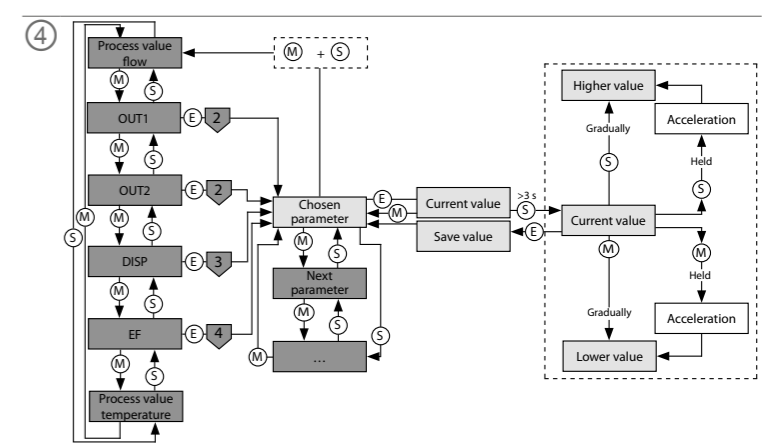 4
Process value
flow
M + S
M
S
OUT1
E
2
M
S
OUT2
E
2
M
S
M
S
DISP
E
3
M
S
EF
E
4
M
S
Process value
temperature
Chosen
parameter
M
S
Next
parameter
M
S
...
M
S
E
M
Current value
Save value
>3 s
S
E
Higher value
Gradually
S
Acceleration
Held
S
Current value
M
Gradually
M
Held
Acceleration
Lower value